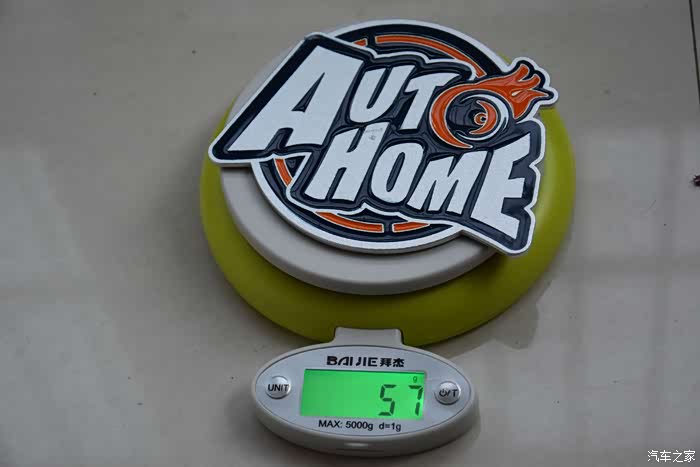 AUTO
HOME
BAIJIE 拜杰
UNIT
g
57
T
MAX: 5000g d=1g
汽车之家